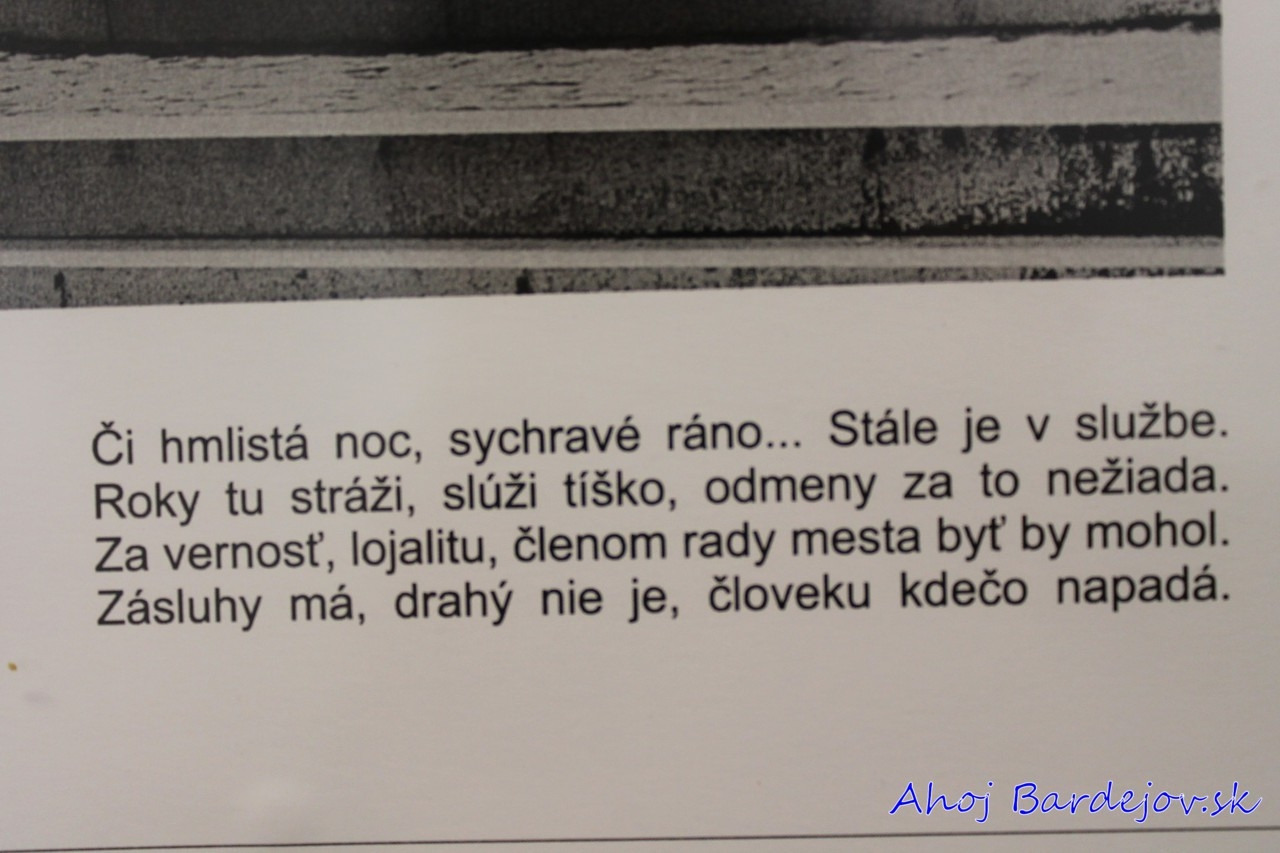 Či hmlistá noc, sychravé ráno... Stále je v službe.
Roky tu stráži, slúži tíško, odmeny za to nežiada.
Za vernosť, lojalitu, členom rady mesta byť by mohol.
Zásluhy má, drahý nie je, človeku kdečo napadá.
Ahoj Bardejov.sk